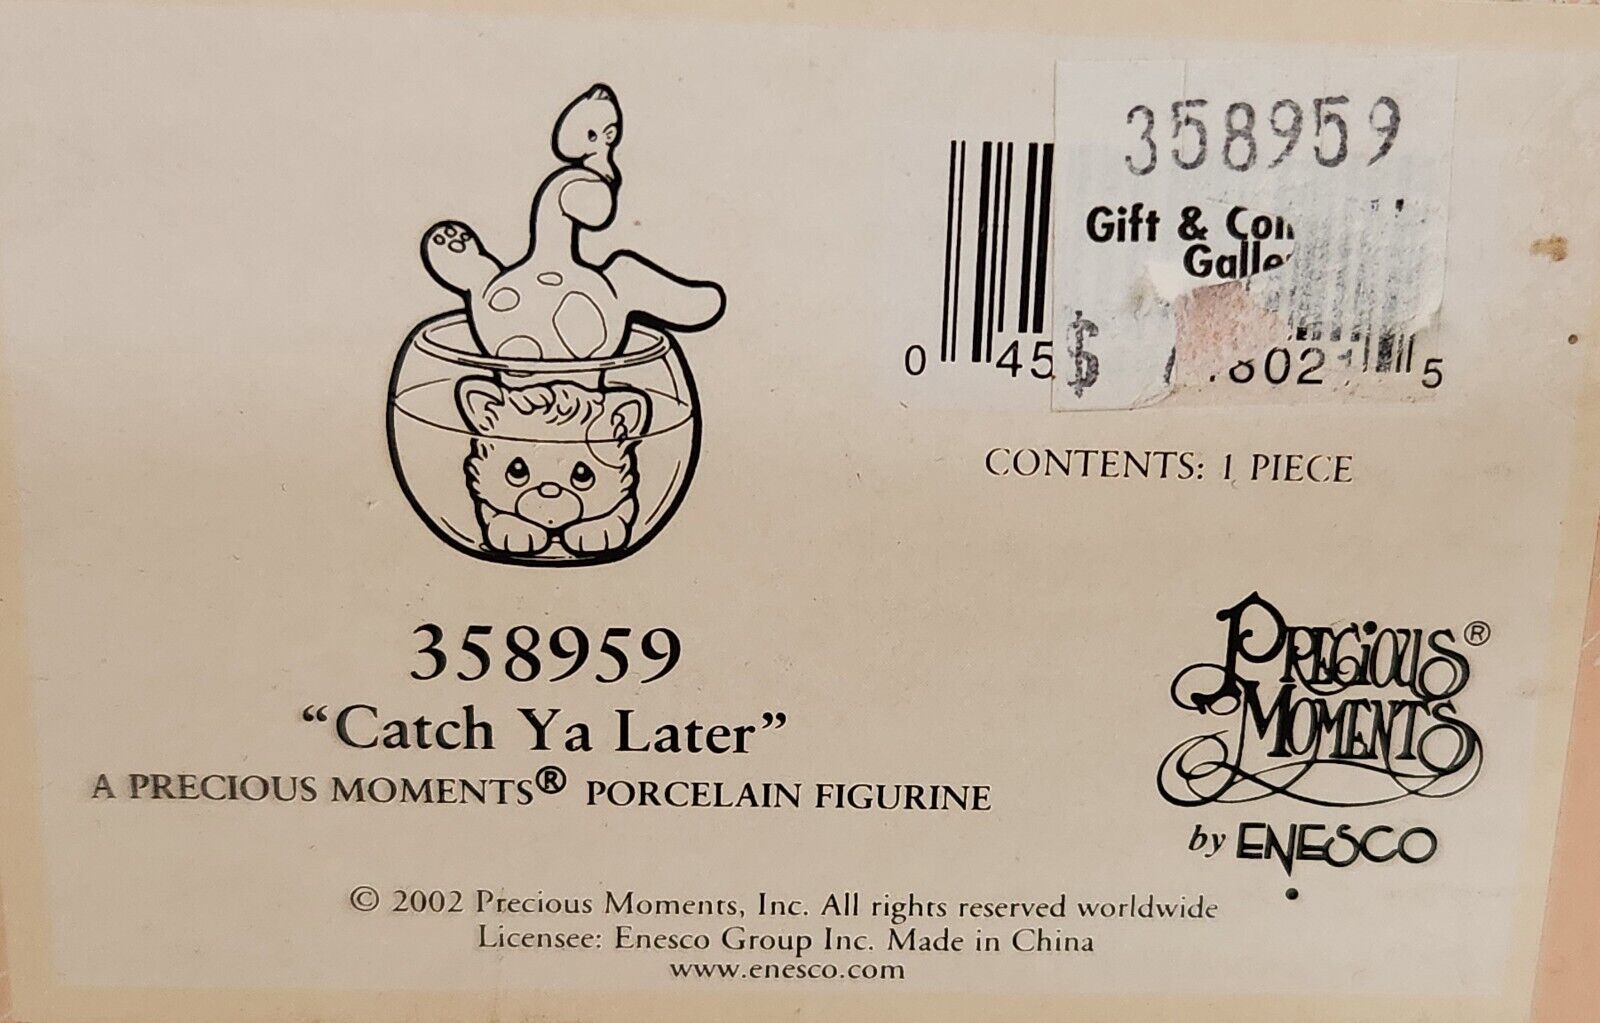 358959
Gift &
$
0 45
802 5
CONTENTS: 1 PIECE
358959
“Catch Ya Later”
A PRECIOUS MOMENTS® PORCELAIN FIGURINE
PRECIOUS®
MOMENTS
by ENESCO
© 2002 Precious Moments, Inc. All rights reserved worldwide
Licensee: Enesco Group Inc. Made in China
www.enesco.com